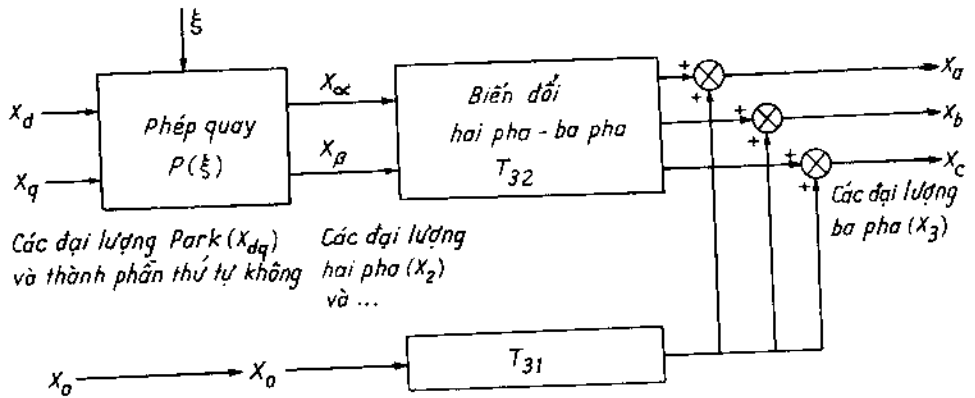 ξ
X_d
X_q
Phép quay
P(ξ)
X_α
X_β
Biến đổi
hai pha - ba pha
T_32
+
+
X_a
+
+
X_b
+
+
X_c
Các đại lượng Park (X_dq)
và thành phần thứ tự không
Các đại lượng
hai pha (X_2)
và ...
Các đại lượng
ba pha (X_3)
X_o
X_o
T_31